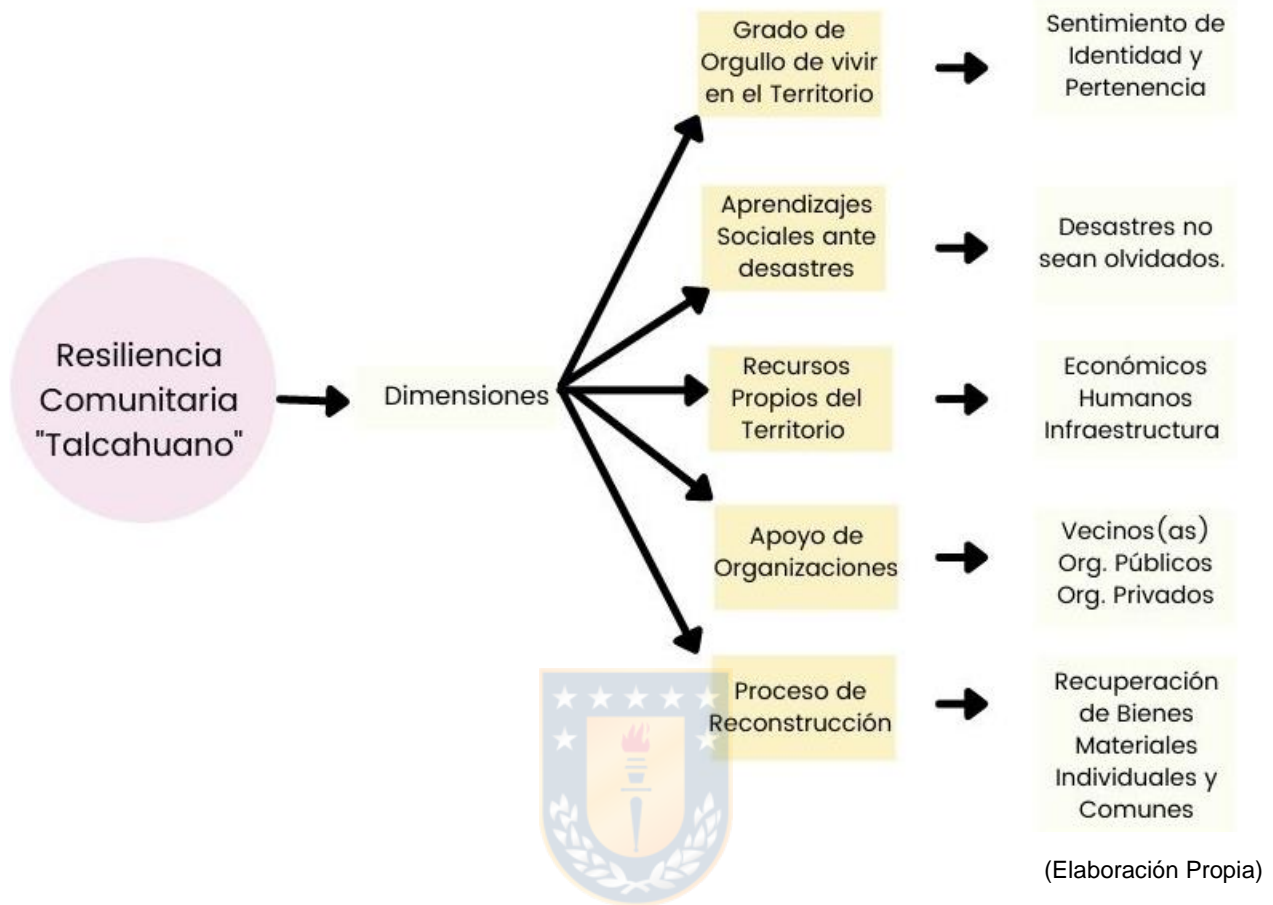 Resiliencia
Comunitaria
"Talcahuano"
Dimensiones
Grado de
Orgullo de vivir
en el Territorio
Sentimiento de
Identidad y
Pertenencia
Aprendizajes
Sociales ante
desastres
Desastres no
sean olvidados.
Recursos
Propios del
Territorio
Económicos
Humanos
Infraestructura
Apoyo de
Organizaciones
Vecinos(as)
Org. Públicos
Org. Privados
Proceso de
Reconstrucción
Recuperación
de Bienes
Materiales
Individuales y
Comunes
(Elaboración Propia)